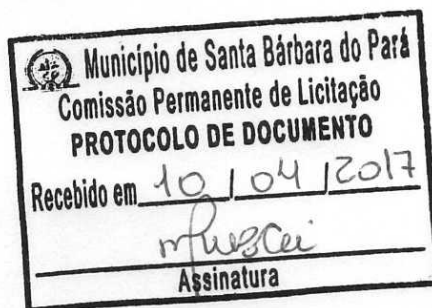 Município de Santa Bárbara do Pará
Comissão Permanente de Licitação
PROTOCOLO DE DOCUMENTO
Recebido em 10 / 04 / 2017
Assinatura